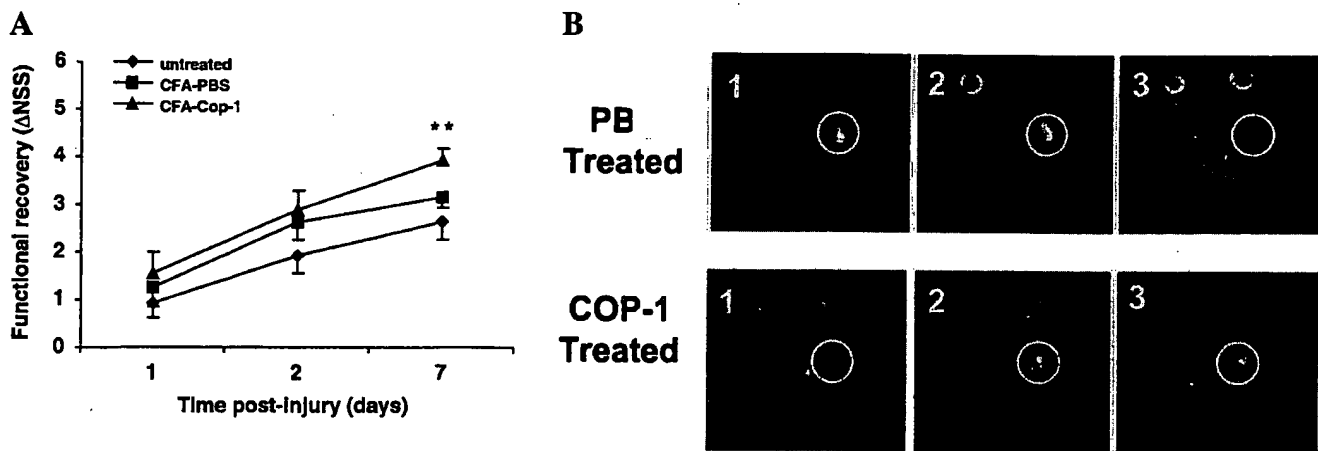 A
Functional recovery (ΔNSS)
6
5
4
3
2
1
0
untreated
CFA-PBS
CFA-Cop-1
**
1 2 7
Time post-injury (days)
B
PB
Treated
1 2 3
COP-1
Treated
1 2 3